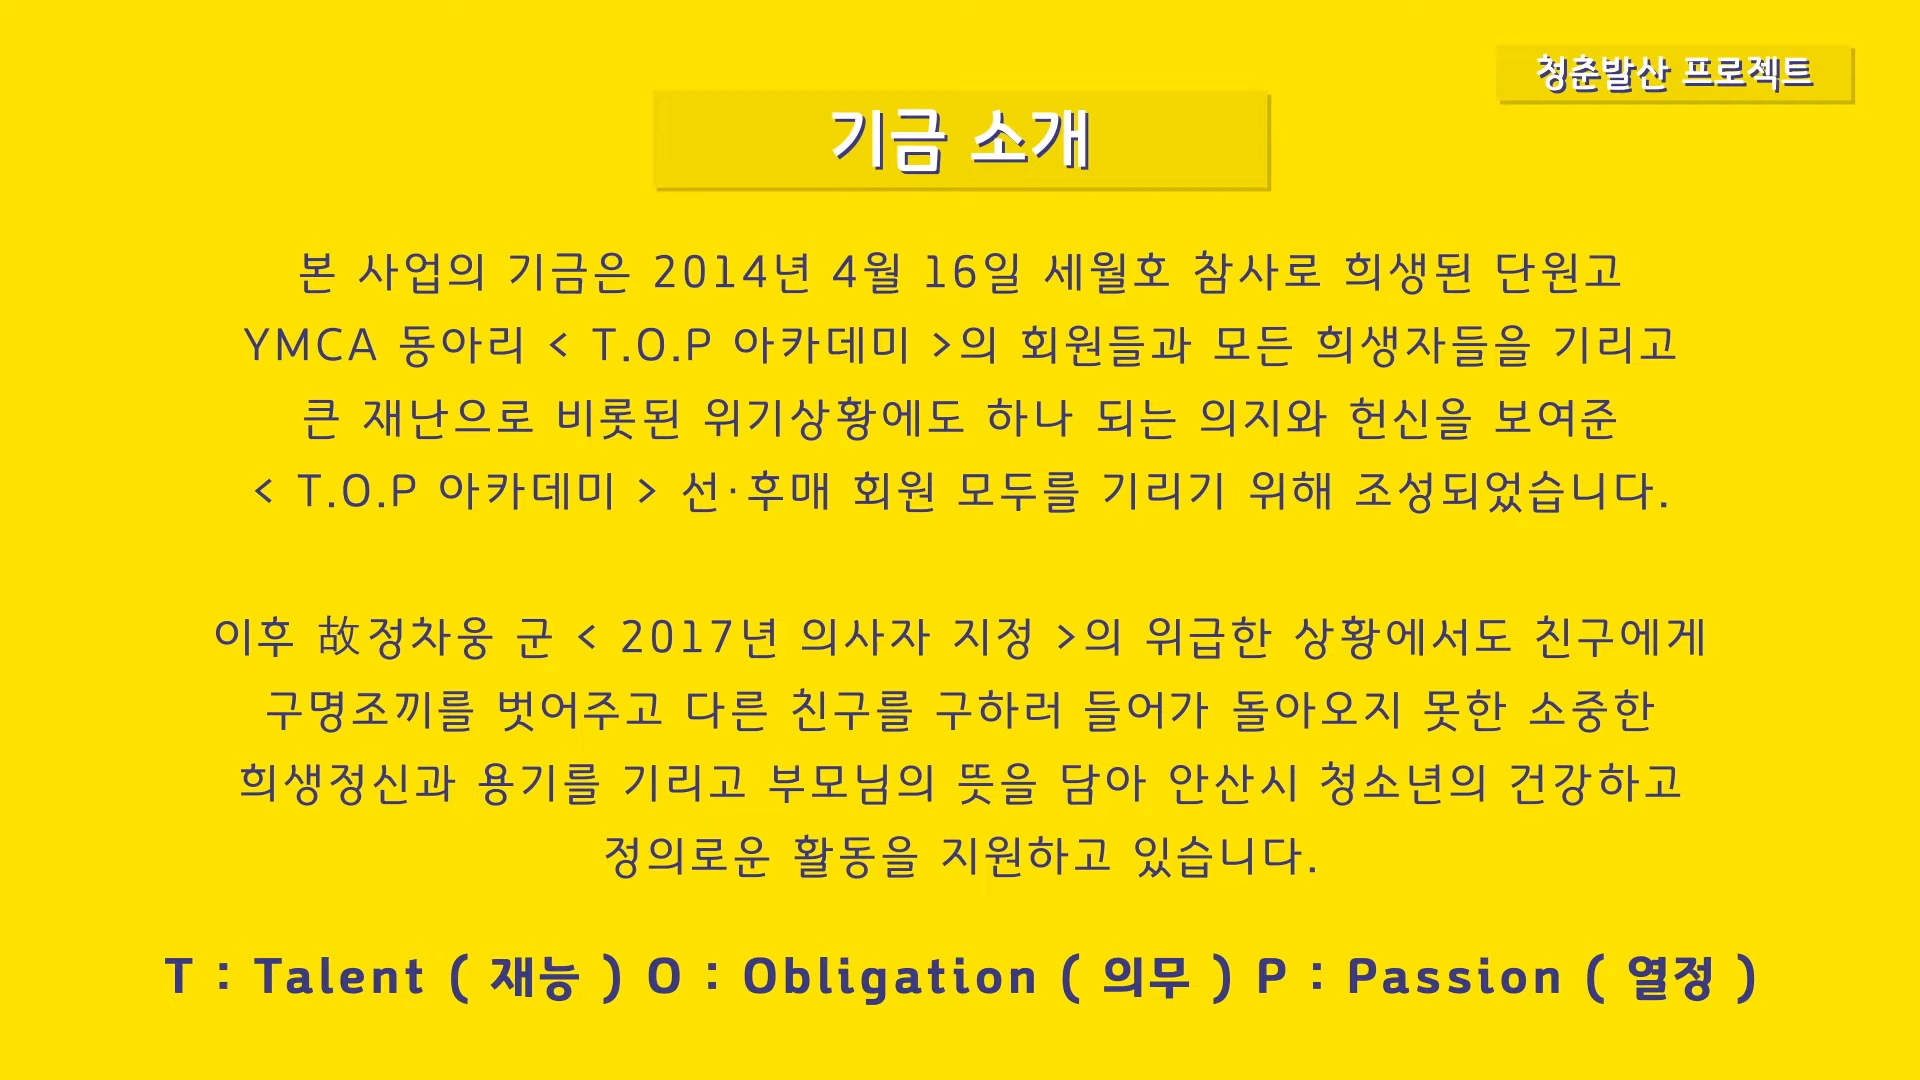 청춘발산 프로젝트
기금 소개
본 사업의 기금은 2014년 4월 16일 세월호 참사로 희생된 단원고
YMCA 동아리 < T.O.P 아카데미 >의 회원들과 모든 희생자들을 기리고
큰 재난으로 비롯된 위기상황에도 하나 되는 의지와 헌신을 보여준
< T.O.P 아카데미 > 선·후배 회원 모두를 기리기 위해 조성되었습니다.
이후 故정차웅 군 < 2017년 의사자 지정 >의 위급한 상황에서도 친구에게
구명조끼를 벗어주고 다른 친구를 구하러 들어가 돌아오지 못한 소중한
희생정신과 용기를 기리고 부모님의 뜻을 담아 안산시 청소년의 건강하고
정의로운 활동을 지원하고 있습니다.
T : Talent ( 재능 ) O : Obligation ( 의무 ) P : Passion ( 열정 )